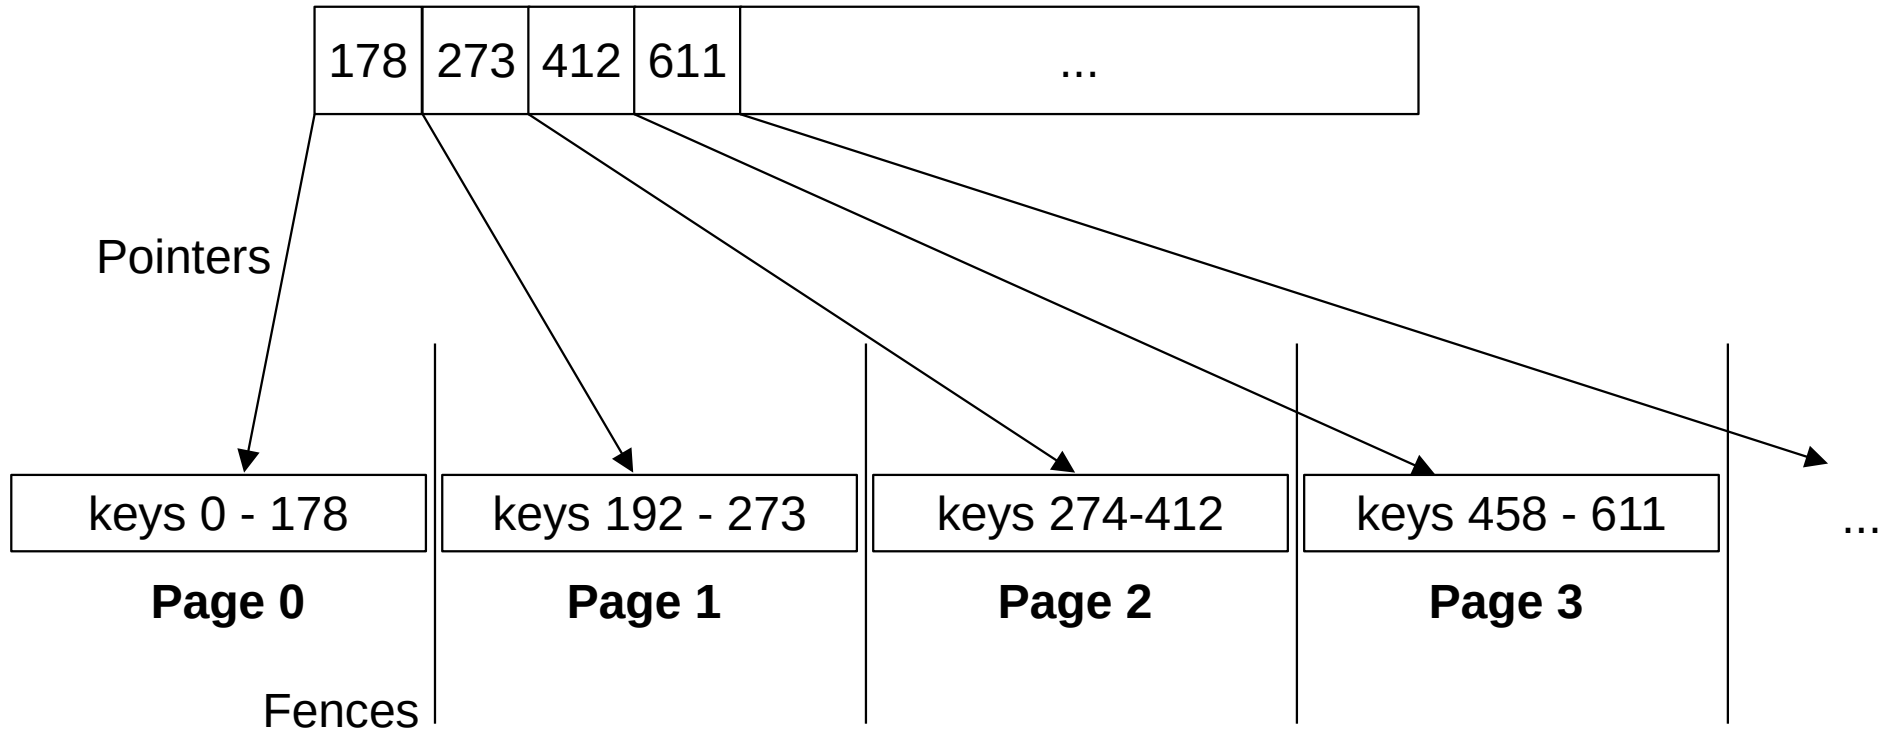 178 273 412 611 ...
Pointers
keys 0 - 178 keys 192 - 273 keys 274-412 keys 458 - 611 ...
Page 0 Page 1 Page 2 Page 3
Fences